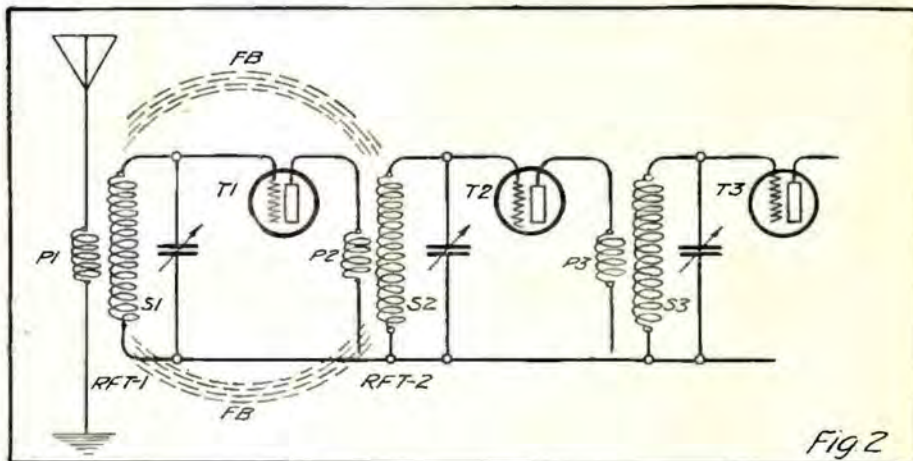 FB
T1
T2
T3
P1
S1
P2
S2
P3
S3
RFT-1
RFT-2
FB
Fig. 2